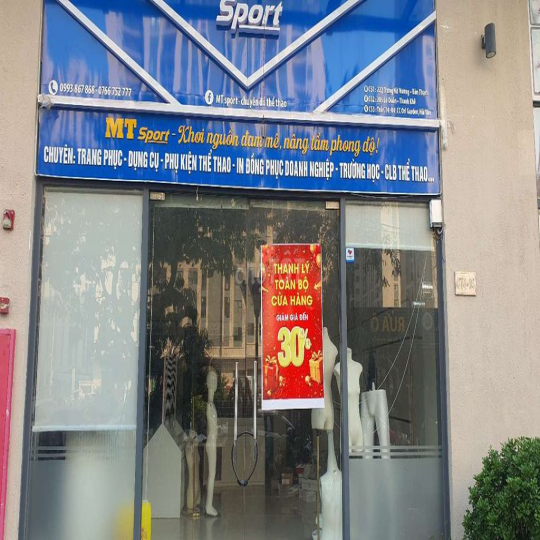 Sport
0993 867 868 - 0766 752 777
MT sport - chuyên đồ thể thao
MT Sport - Khơi nguồn đam mê, nâng tầm phong độ!
CHUYÊN: TRANG PHỤC - DỤNG CỤ - PHỤ KIỆN THỂ THAO - IN ĐỒNG PHỤC DOANH NGHIỆP - TRƯỜNG HỌC - CLB THỂ THAO...
THANH LÝ
TOÀN BỘ
CỬA HÀNG
GIẢM GIÁ ĐẾN
30%